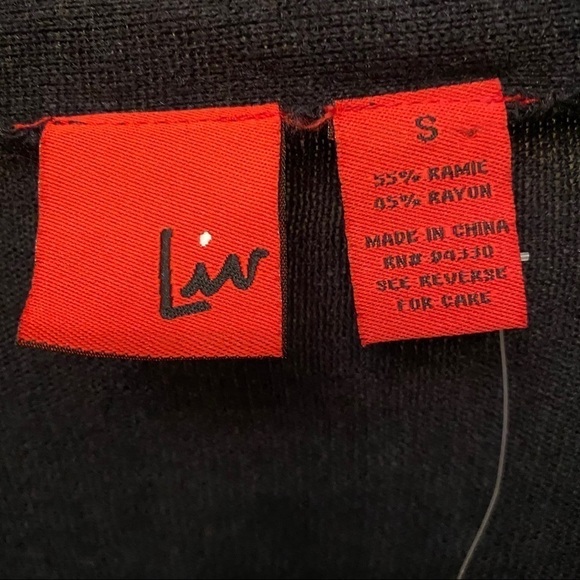 Liv
S
55% RAMIE
45% RAYON
MADE IN CHINA
RN# 94330
SEE REVERSE
FOR CARE